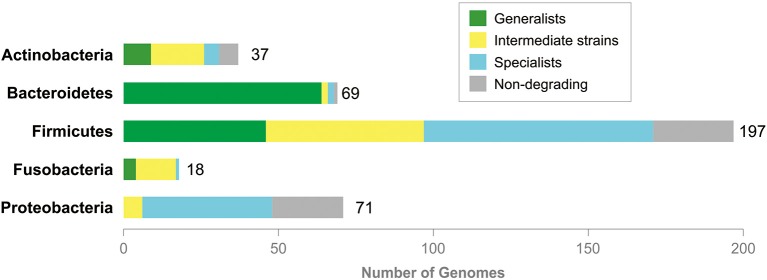 Generalists
Intermediate strains
Specialists
Non-degrading
Actinobacteria 37
Bacteroidetes 69
Firmicutes 197
Fusobacteria 18
Proteobacteria 71
0 50 100 150 200
Number of Genomes